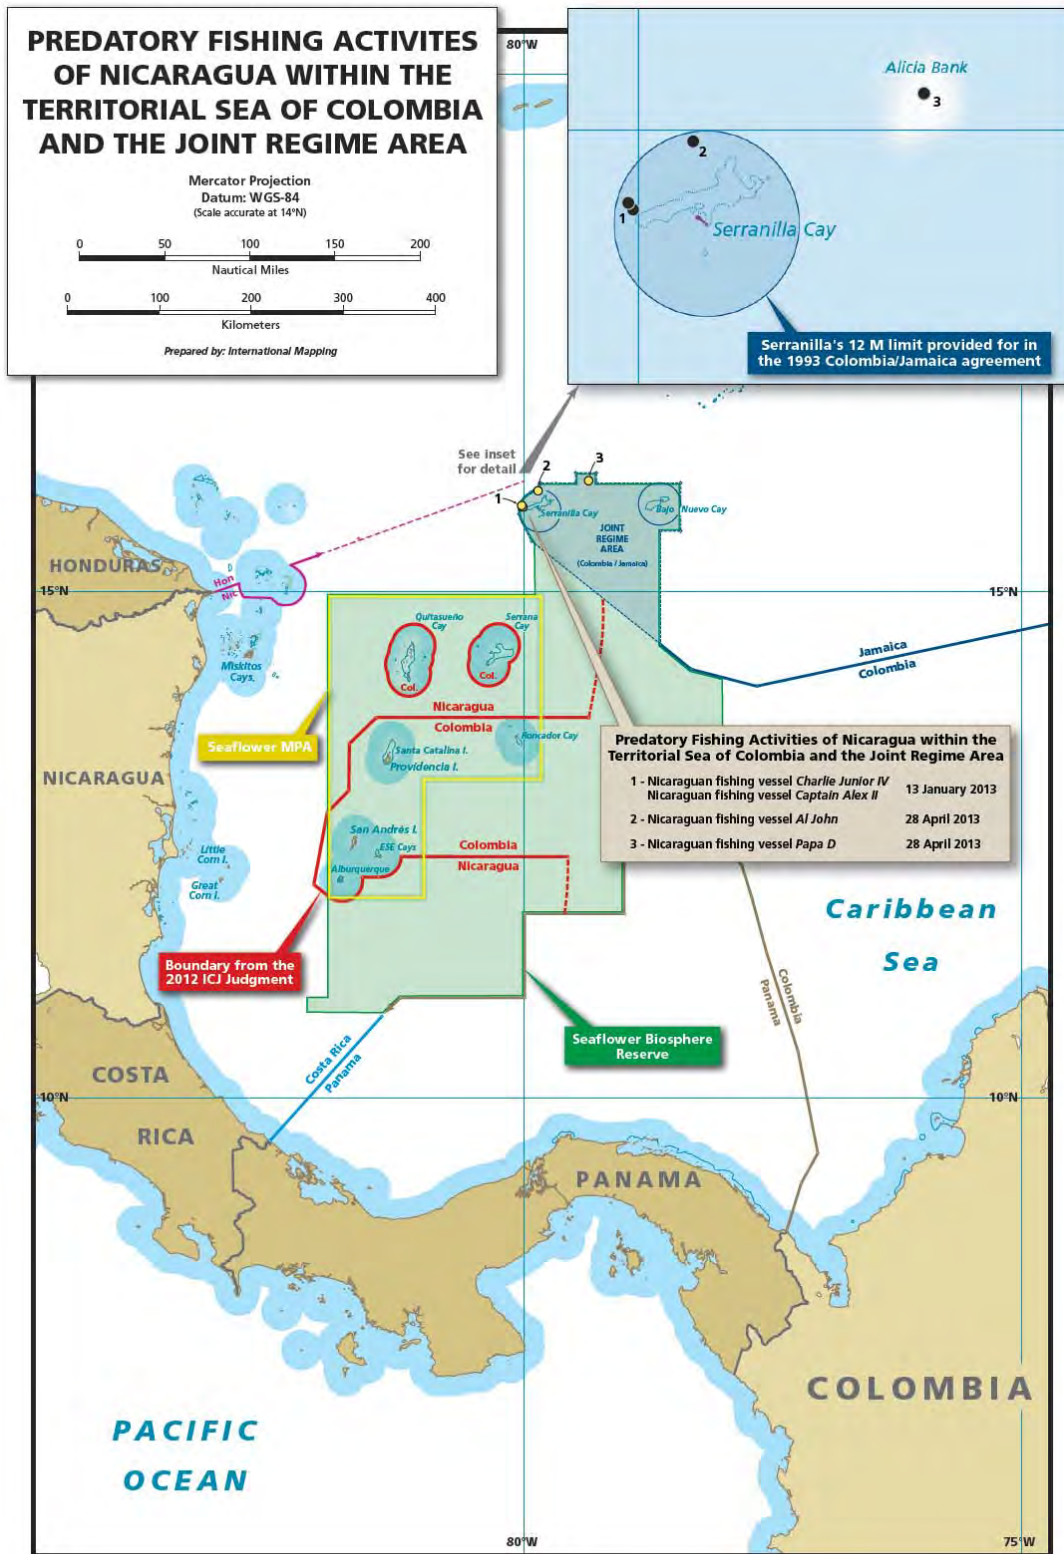 PREDATORY FISHING ACTIVITES
OF NICARAGUA WITHIN THE
TERRITORIAL SEA OF COLOMBIA
AND THE JOINT REGIME AREA
Mercator Projection
Datum: WGS-84
(Scale accurate at 14°N)
0 50 100 150 200
Nautical Miles
0 100 200 300 400
Kilometers
Prepared by: International Mapping
80°W
Alicia Bank
3
2
1
Serranilla Cay
Serranilla's 12 M limit provided for in
the 1993 Colombia/Jamaica agreement
See inset
for detail
3
2
1
Serranilla Cay
Bajo Nuevo Cay
JOINT
REGIME
AREA
(Colombia / Jamaica)
HONDURAS
Hon
Nic
15°N
15°N
Quitasueño
Cay
Serrana
Cay
Col.
Col.
Miskitos
Cays.
Jamaica
Colombia
Nicaragua
Colombia
Seaflower MPA
Roncador Cay
Santa Catalina I.
Providencia I.
NICARAGUA
Predatory Fishing Activities of Nicaragua within the
Territorial Sea of Colombia and the Joint Regime Area
1 - Nicaraguan fishing vessel Charlie Junior IV
Nicaraguan fishing vessel Captain Alex II
13 January 2013
2 - Nicaraguan fishing vessel Al John 28 April 2013
3 - Nicaraguan fishing vessel Papa D 28 April 2013
San Andrés I.
ESE Cays
Alburquerque
Little
Corn I.
Great
Corn I.
Colombia
Nicaragua
Caribbean
Sea
Boundary from the
2012 ICJ Judgment
Colombia
Panama
Seaflower Biosphere
Reserve
Costa Rica
Panama
COSTA
RICA
10°N
10°N
PANAMA
COLOMBIA
PACIFIC
OCEAN
80°W
75°W